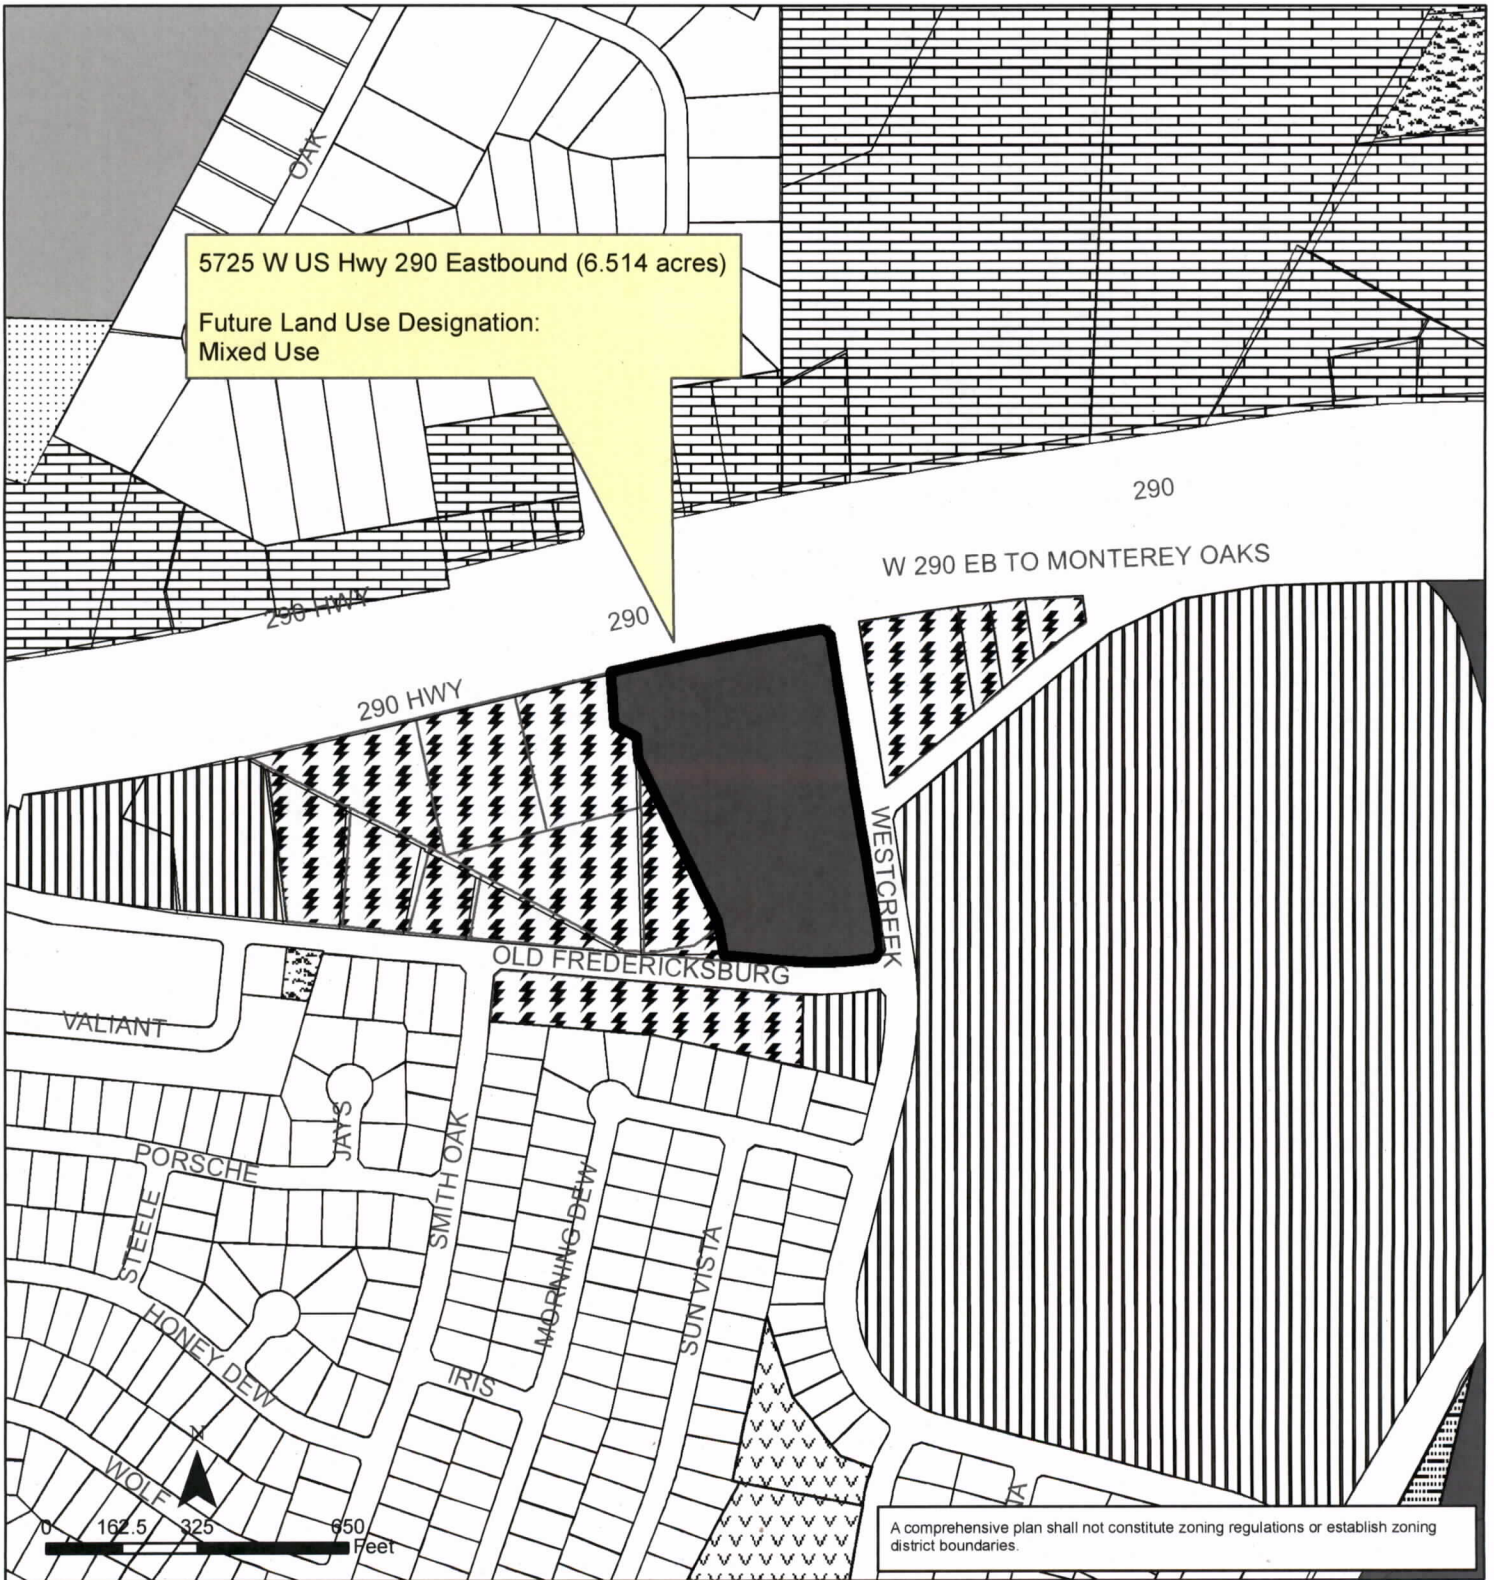 OAK
5725 W US Hwy 290 Eastbound (6.514 acres)
Future Land Use Designation:
Mixed Use
290
W 290 EB TO MONTEREY OAKS
290 HWY
290
290 HWY
WESTCREEK
OLD FREDERICKSBURG
VALIANT
JAYS
PORSCHE
SMITH OAK
STEELE
MORNING DEW
SUN VISTA
HONEY DEW
IRIS
N
WOLF
0 162.5 325 650
Feet
A comprehensive plan shall not constitute zoning regulations or establish zoning
district boundaries.